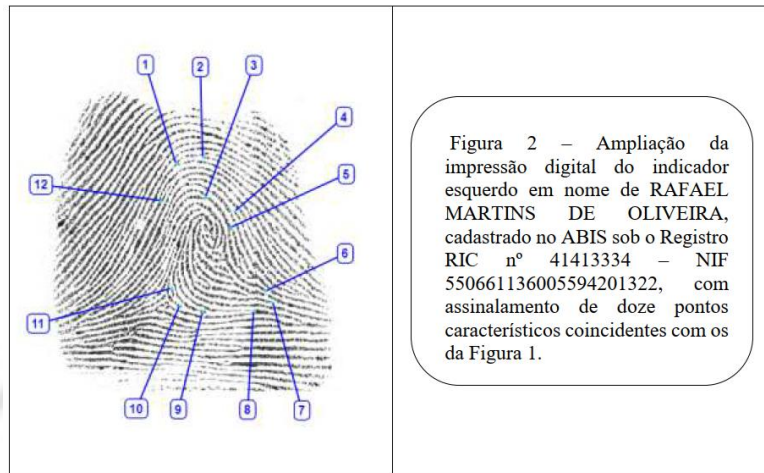 1
2
3
4
5
6
7
8
9
10
11
12
Figura 2 – Ampliação da
impressão digital do indicador
esquerdo em nome de RAFAEL
MARTINS DE OLIVEIRA,
cadastrado no ABIS sob o Registro
RIC nº 41413334 – NIF
550661136005594201322, com
assinalamento de doze pontos
característicos coincidentes com os
da Figura 1.